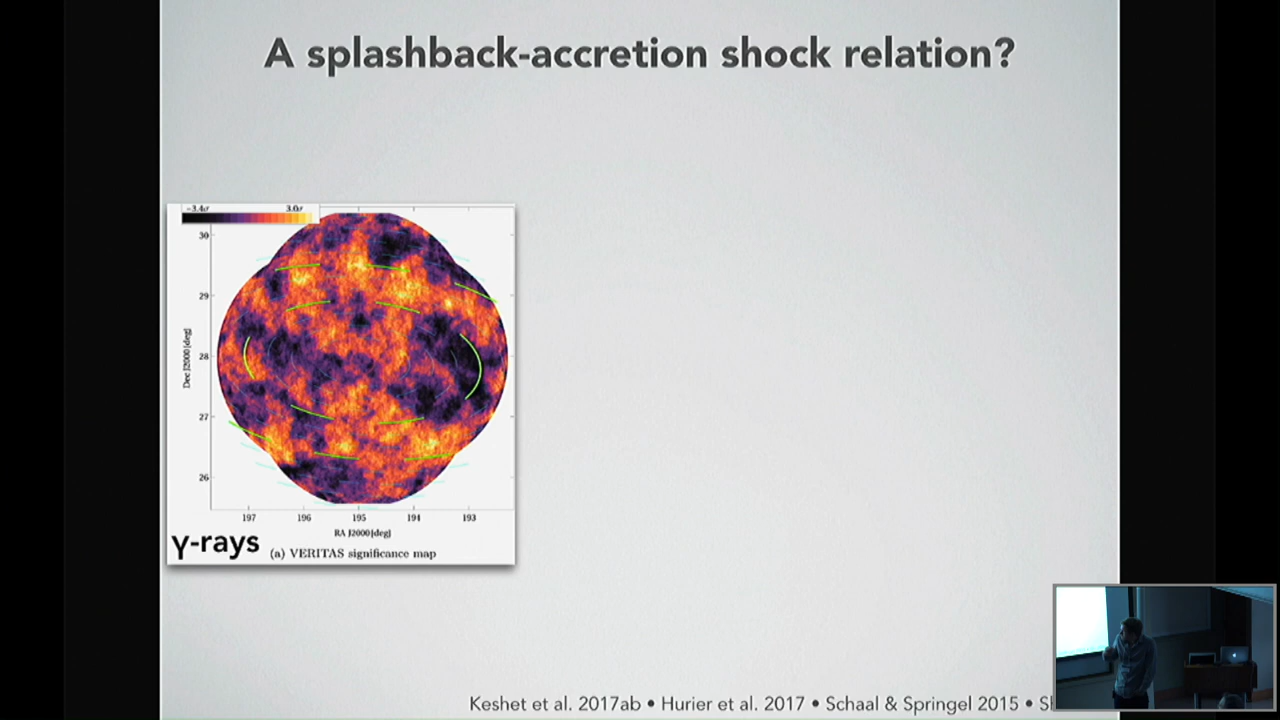 A splashback-accretion shock relation?
-3.4σ 3.0σ
30
29
28
27
26
Dec J2000 [deg]
197 196 195 194 193
RA J2000 [deg]
γ-rays (a) VERITAS significance map
Keshet et al. 2017ab • Hurier et al. 2017 • Schaal & Springel 2015 •